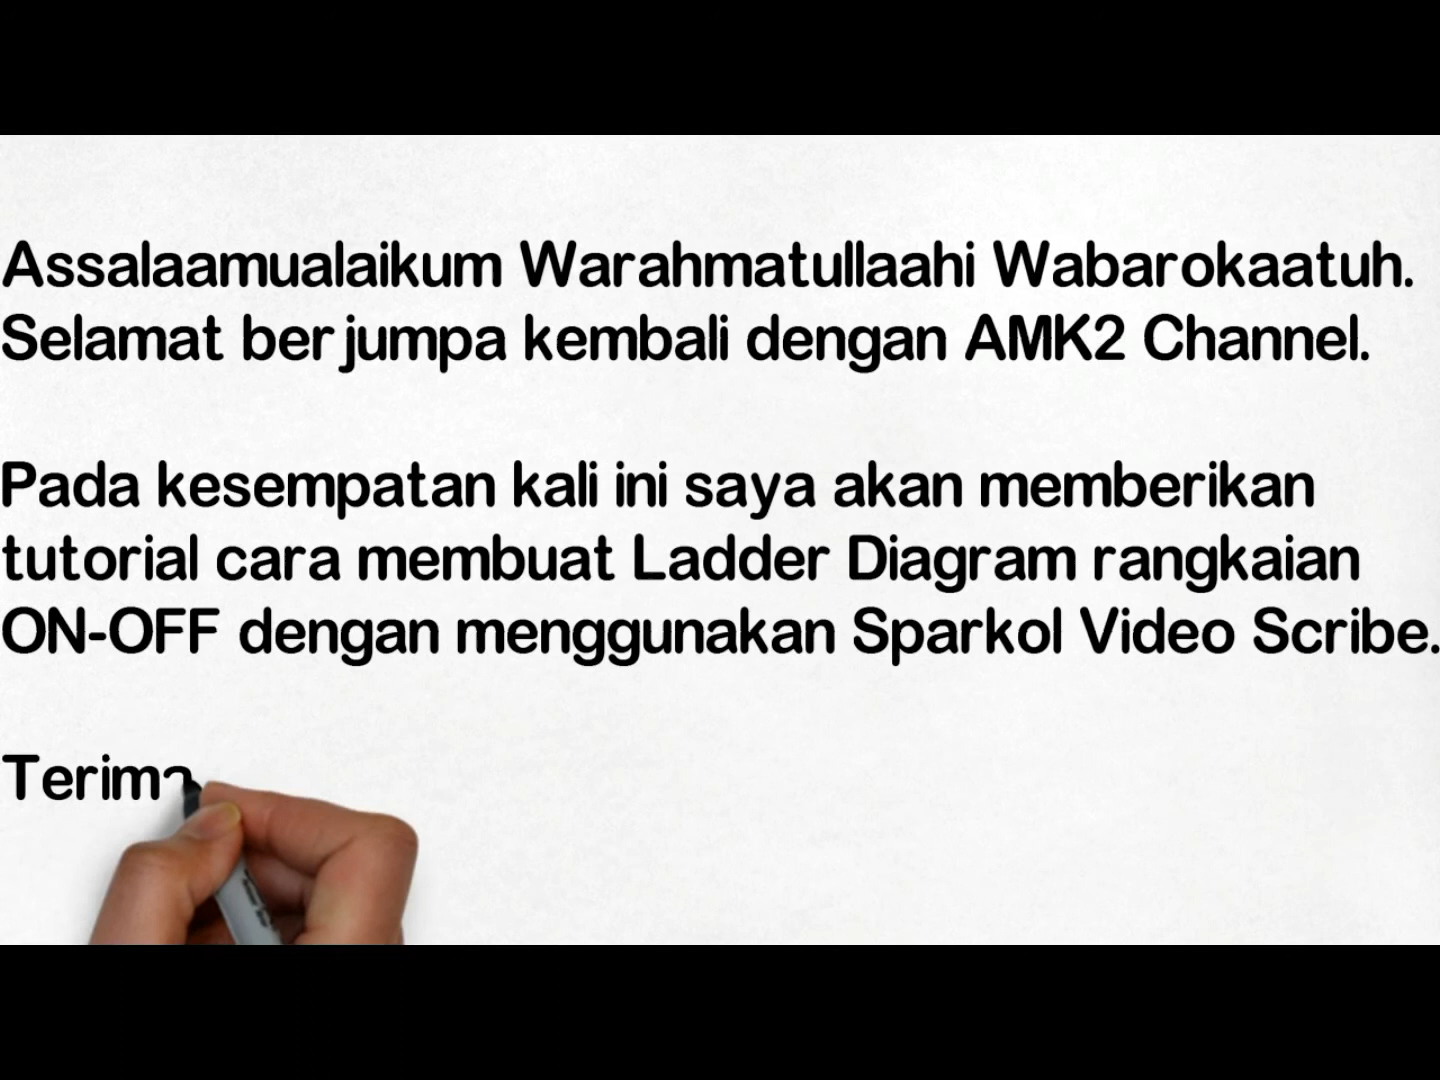 Assalaamualaikum Warahmatullaahi Wabarokaatuh.
Selamat berjumpa kembali dengan AMK2 Channel.
Pada kesempatan kali ini saya akan memberikan
tutorial cara membuat Ladder Diagram rangkaian
ON-OFF dengan menggunakan Sparkol Video Scribe.
Terima